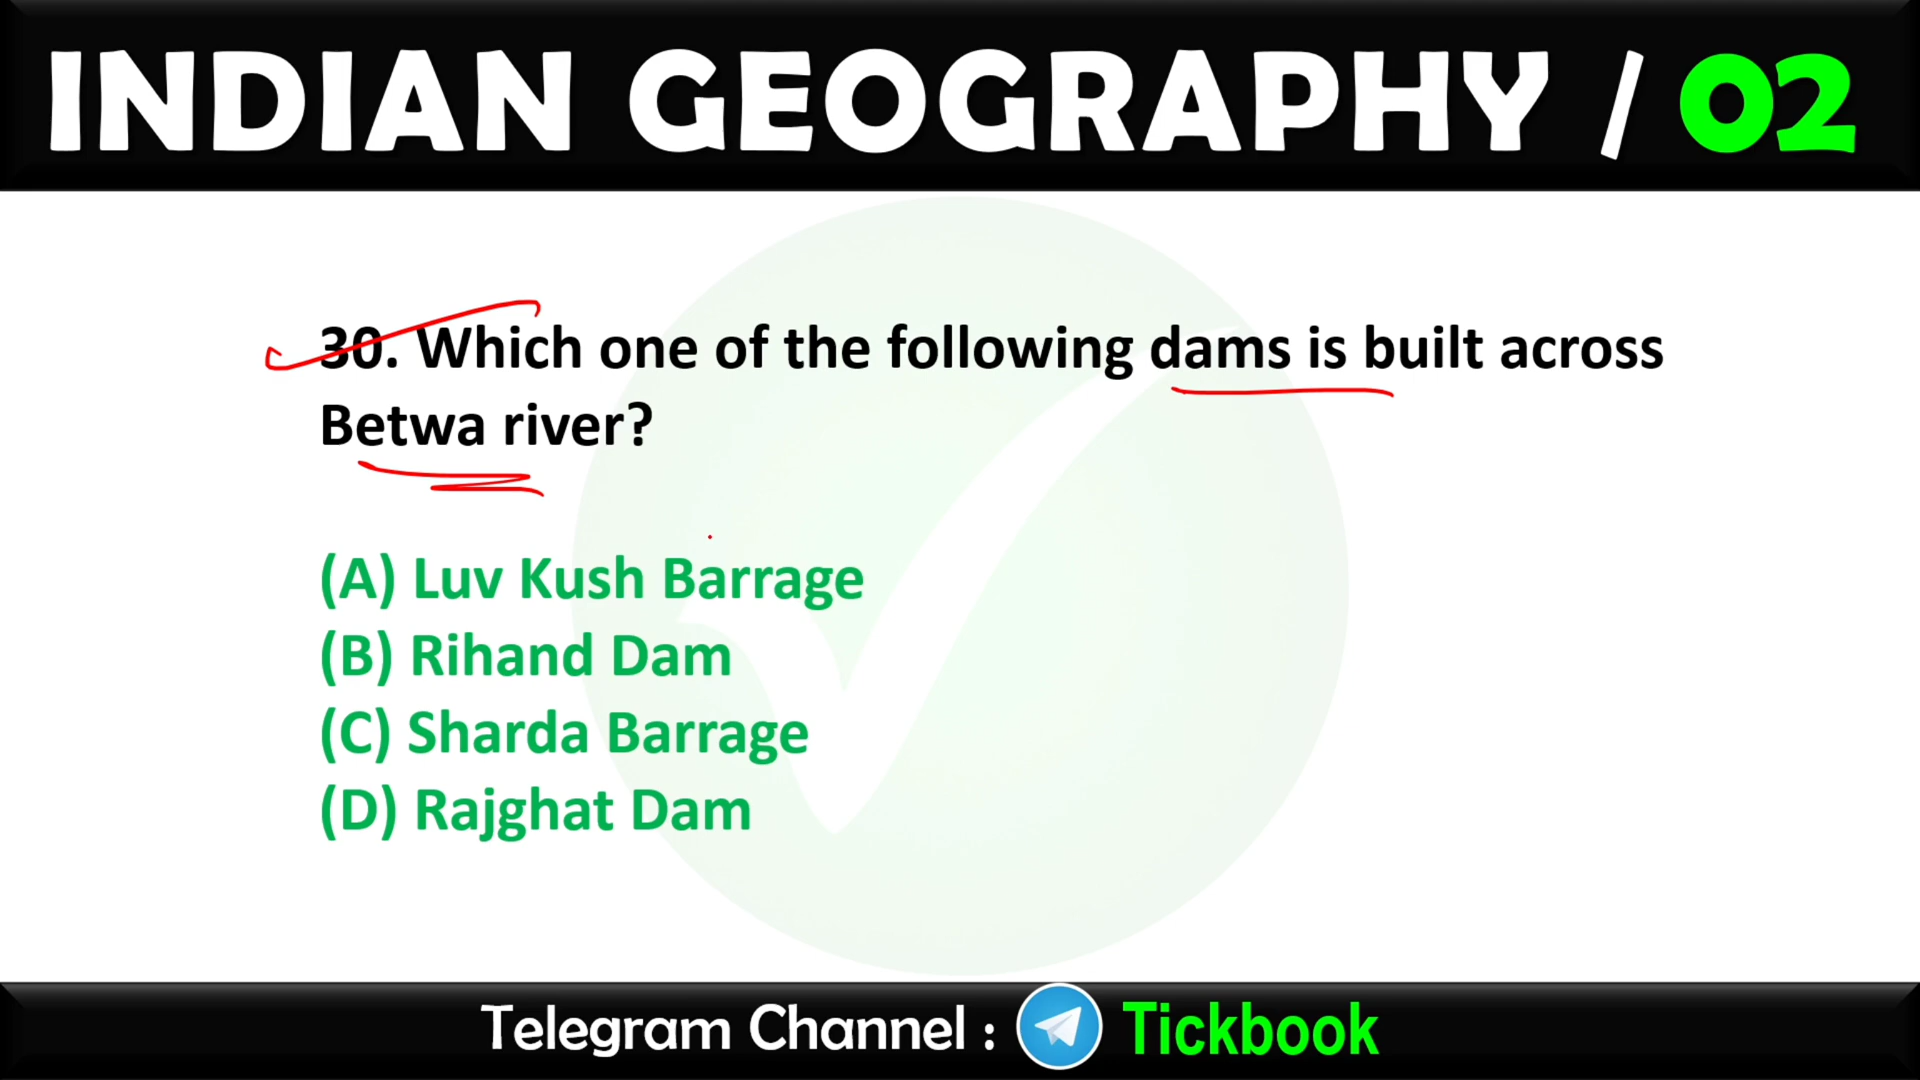 INDIAN GEOGRAPHY / 02
30. Which one of the following dams is built across
Betwa river?
(A) Luv Kush Barrage
(B) Rihand Dam
(C) Sharda Barrage
(D) Rajghat Dam
Telegram Channel : Tickbook